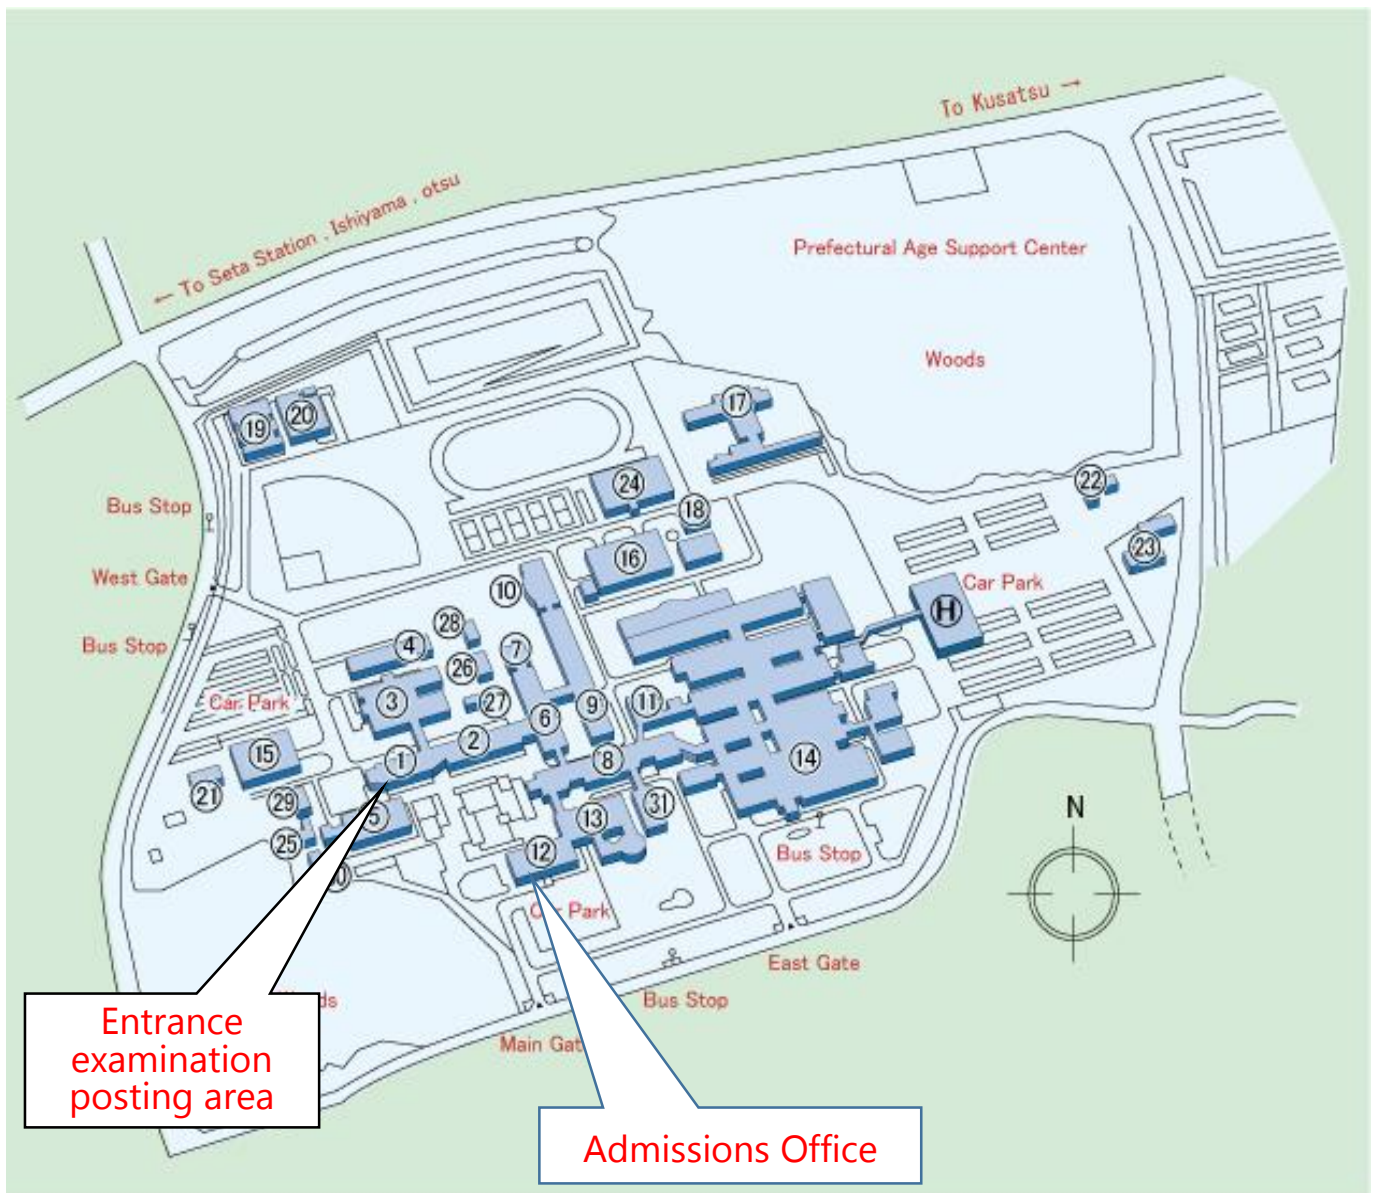 To Kusatsu →
← To Seta Station , Ishiyama , otsu
Prefectural Age Support Center
Woods
⑰
⑲
⑳
㉔
㉒
Bus Stop
⑱
㉓
⑯
West Gate
Car Park
⑩
Ⓗ
㉘
Bus Stop
④
⑦
㉖
Car Park
③
㉗
⑨
⑪
⑥
②
①
⑮
⑧
⑭
㉑
㉙
㉛
⑬
N
㉕
⑫
Bus Stop
Car Park
East Gate
Bus Stop
Entrance
examination
posting area
Main Gat
Admissions Office